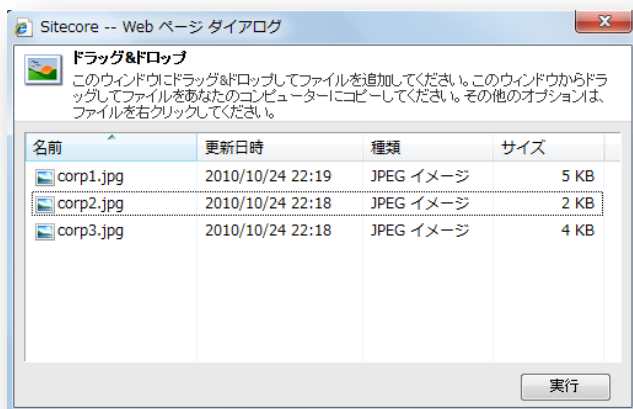 Sitecore -- Web ページ ダイアログ
ドラッグ&ドロップ
このウィンドウにドラッグ&ドロップしてファイルを追加してください。このウィンドウからドラ
ッグしてファイルをあなたのコンピューターにコピーしてください。その他のオプションは、
ファイルを右クリックしてください。
名前 更新日時 種類 サイズ
corp1.jpg 2010/10/24 22:19 JPEG イメージ 5 KB
corp2.jpg 2010/10/24 22:18 JPEG イメージ 2 KB
corp3.jpg 2010/10/24 22:18 JPEG イメージ 4 KB
実行